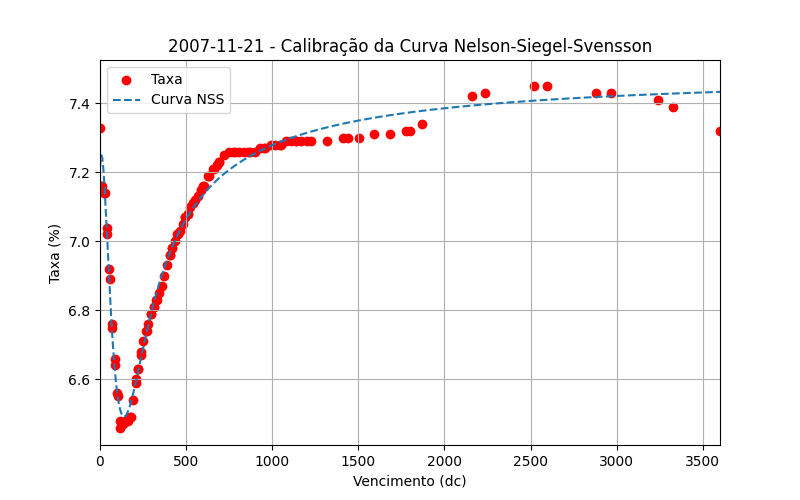 2007-11-21 - Calibração da Curva Nelson-Siegel-Svensson
Taxa
Curva NSS
Taxa (%)
7.4
7.2
7.0
6.8
6.6
0 500 1000 1500 2000 2500 3000 3500
Vencimento (dc)